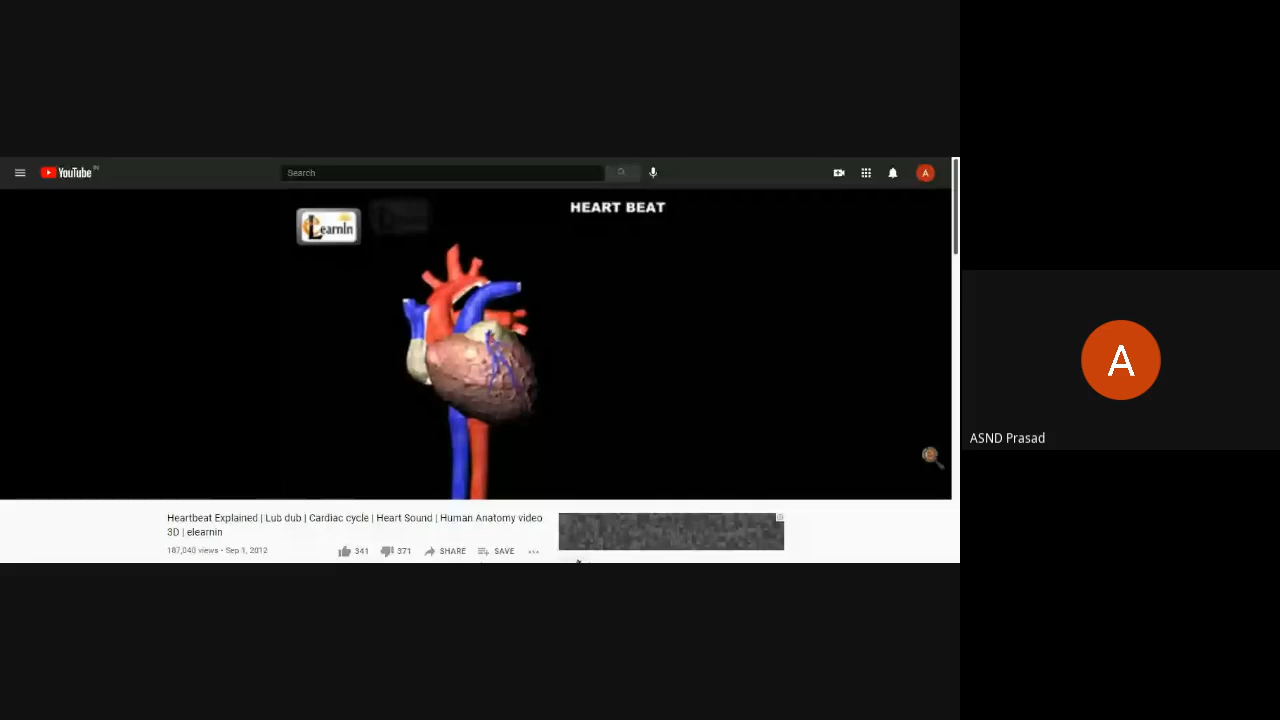 YouTube IN
Search
A
LearnIn
HEART BEAT
Heartbeat Explained | Lub dub | Cardiac cycle | Heart Sound | Human Anatomy video
3D | elearnin
187,040 views • Sep 1, 2012
341
371
SHARE
SAVE
A
ASND Prasad